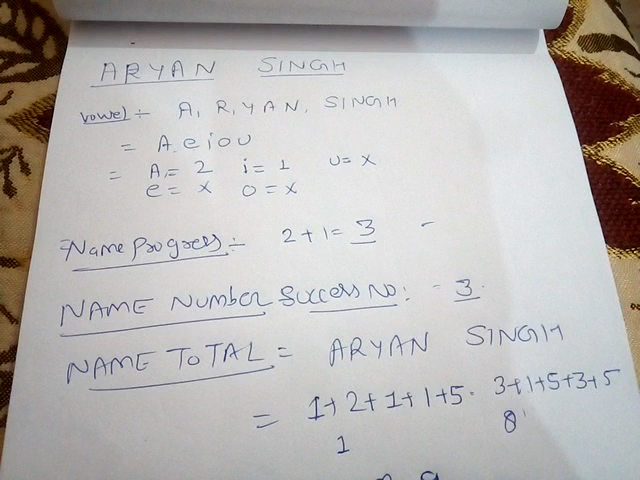 ARYAN SINGH
Vowel ÷ A, R, Y AN, SINGH
= A. e i o u
= A = 2 i = 1 U = X
e = X O = X
Name Progress ÷ 2 + 1 = 3
NAME Number Success NO: - 3.
NAME TOTAL = ARYAN SINGH
= 1 + 2 + 1 + 1 + 5 . 3 + 1 + 5 + 3 + 5
1 8